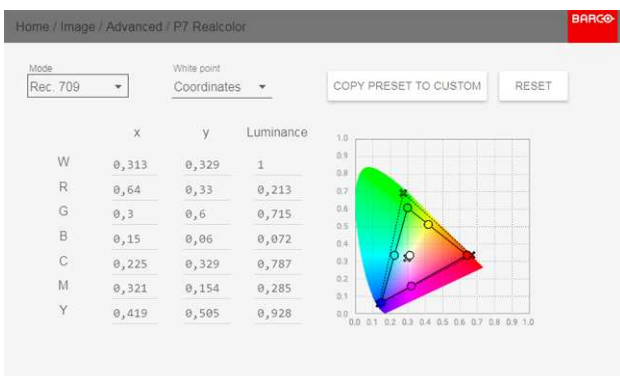 Home / Image / Advanced / P7 Realcolor
BARCO
Mode
Rec. 709
White point
Coordinates
COPY PRESET TO CUSTOM
RESET
x y Luminance
W 0,313 0,329 1
R 0,64 0,33 0,213
G 0,3 0,6 0,715
B 0,15 0,06 0,072
C 0,225 0,329 0,787
M 0,321 0,154 0,285
Y 0,419 0,505 0,928
1.0
0.9
0.8
0.7
0.6
0.5
0.4
0.3
0.2
0.1
0.0
0.0 0.1 0.2 0.3 0.4 0.5 0.6 0.7 0.8 0.9 1.0